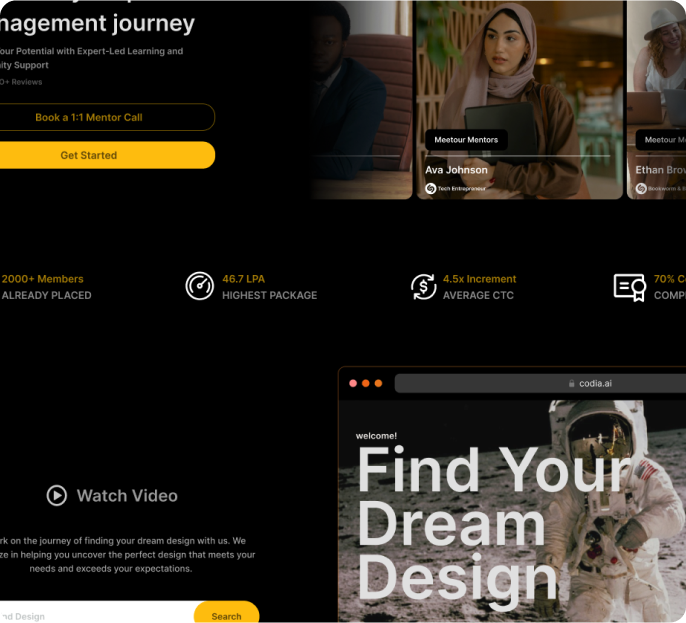 nagement journey
our Potential with Expert-Led Learning and
ity Support
0+ Reviews
Book a 1:1 Mentor Call
Get Started
Meetour Mentors
Ava Johnson
Tech Entrapreneur
Meetour M
Ethan Brow
Bookworm & B
2000+ Members
ALREADY PLACED
46.7 LPA
HIGHEST PACKAGE
4.5x Increment
AVERAGE CTC
70% C
COMP
codia.ai
welcome!
Find Your
Dream
Design
Watch Video
rk on the journey of finding your dream design with us. We
ze in helping you uncover the perfect design that meets your
needs and exceeds your expectations.
nd Design
Search